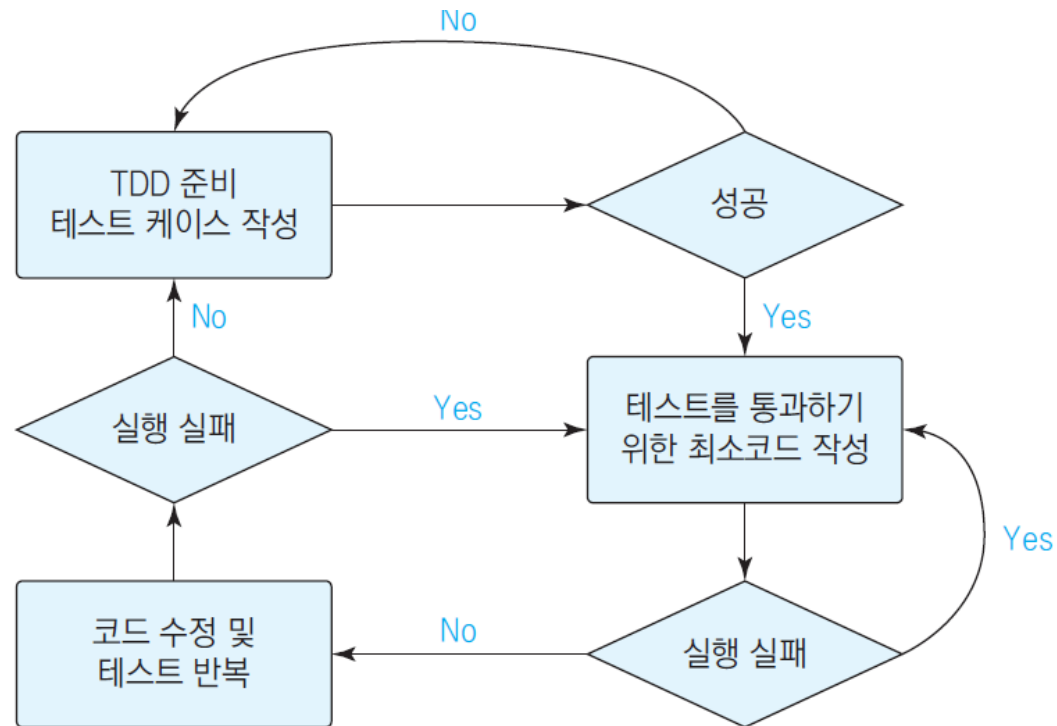 No
TDD 준비
테스트 케이스 작성
성공
No
Yes
실행 실패
Yes
테스트를 통과하기
위한 최소코드 작성
Yes
코드 수정 및
테스트 반복
No
실행 실패